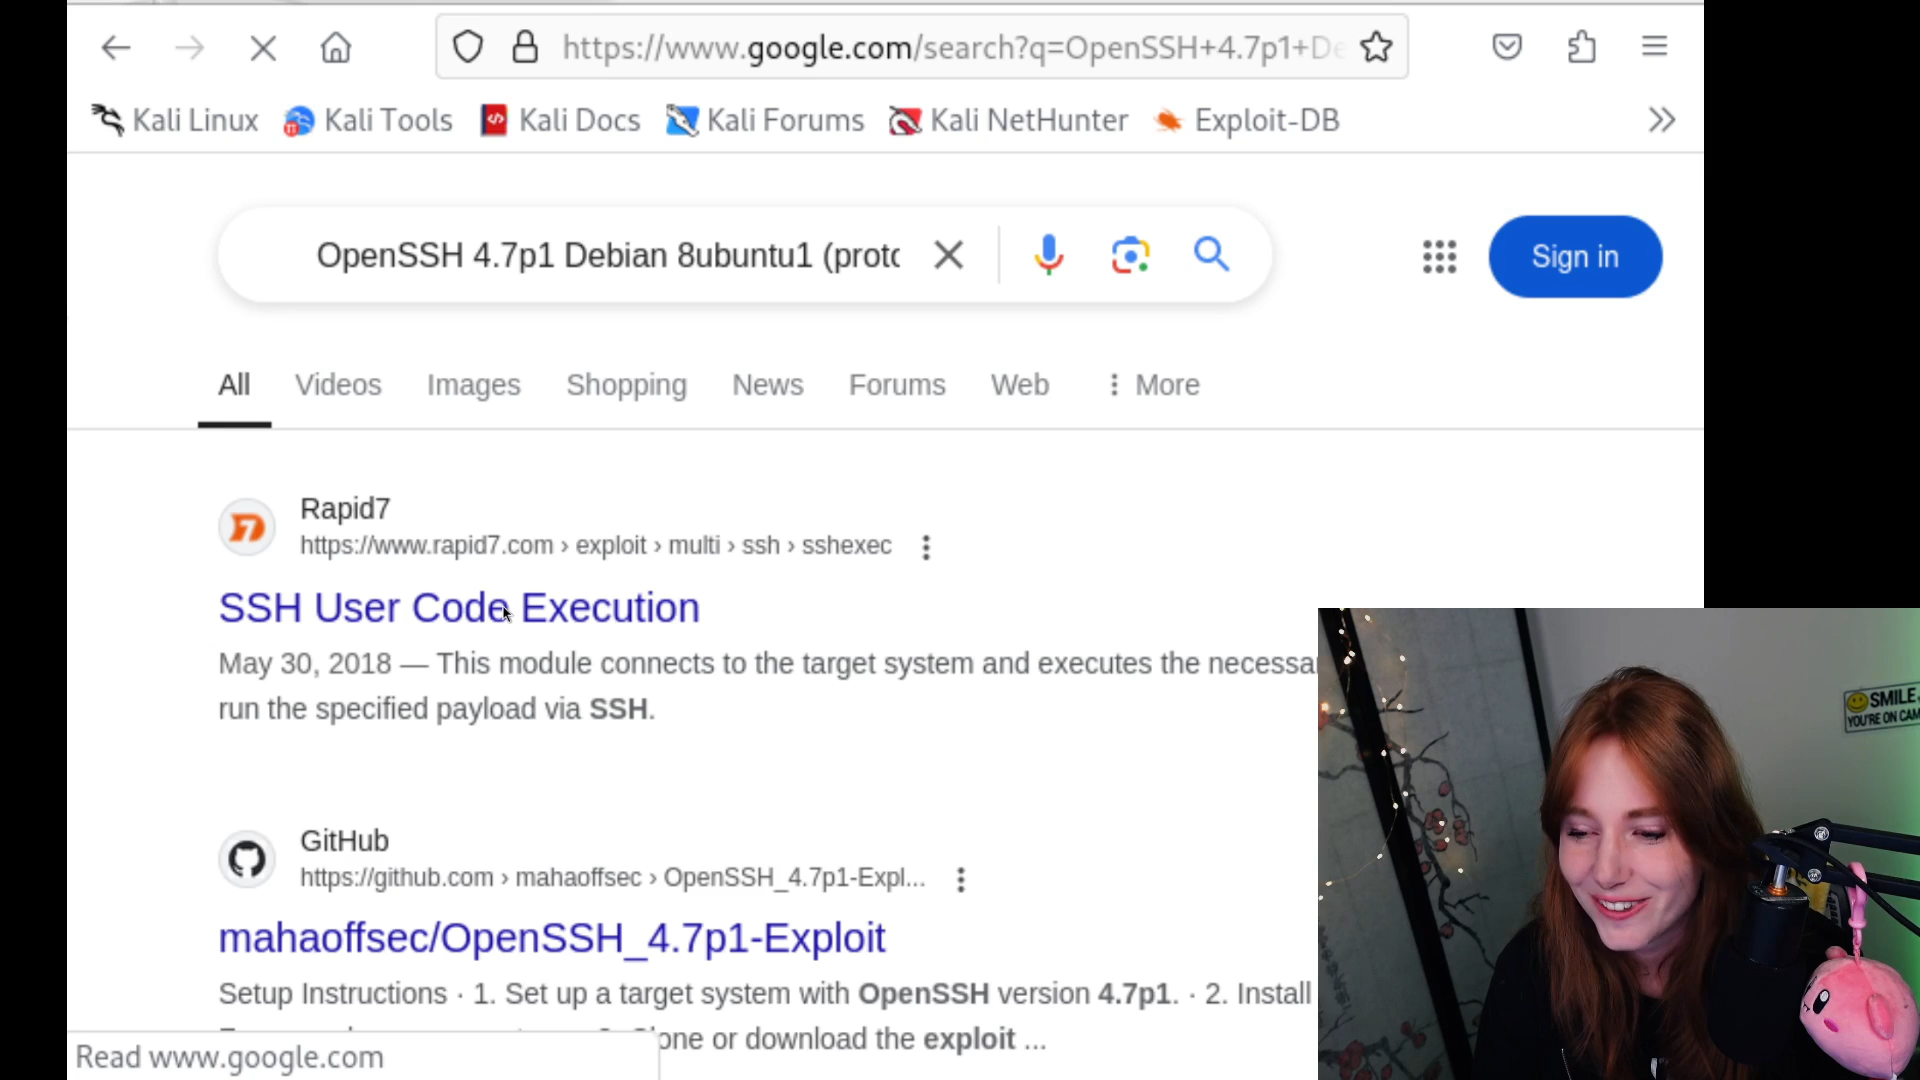 https://www.google.com/search?q=OpenSSH+4.7p1+De
Kali Linux Kali Tools Kali Docs Kali Forums Kali NetHunter Exploit-DB
OpenSSH 4.7p1 Debian 8ubuntu1 (proto
Sign in
All Videos Images Shopping News Forums Web More
Rapid7
https://www.rapid7.com › exploit › multi › ssh › sshexec
SSH User Code Execution
May 30, 2018 — This module connects to the target system and executes the necessa
run the specified payload via SSH.
SMILE
YOU'RE ON CAM
GitHub
https://github.com › mahaoffsec › OpenSSH_4.7p1-Expl...
mahaoffsec/OpenSSH_4.7p1-Exploit
Setup Instructions · 1. Set up a target system with OpenSSH version 4.7p1. · 2. Install
one or download the exploit ...
Read www.google.com